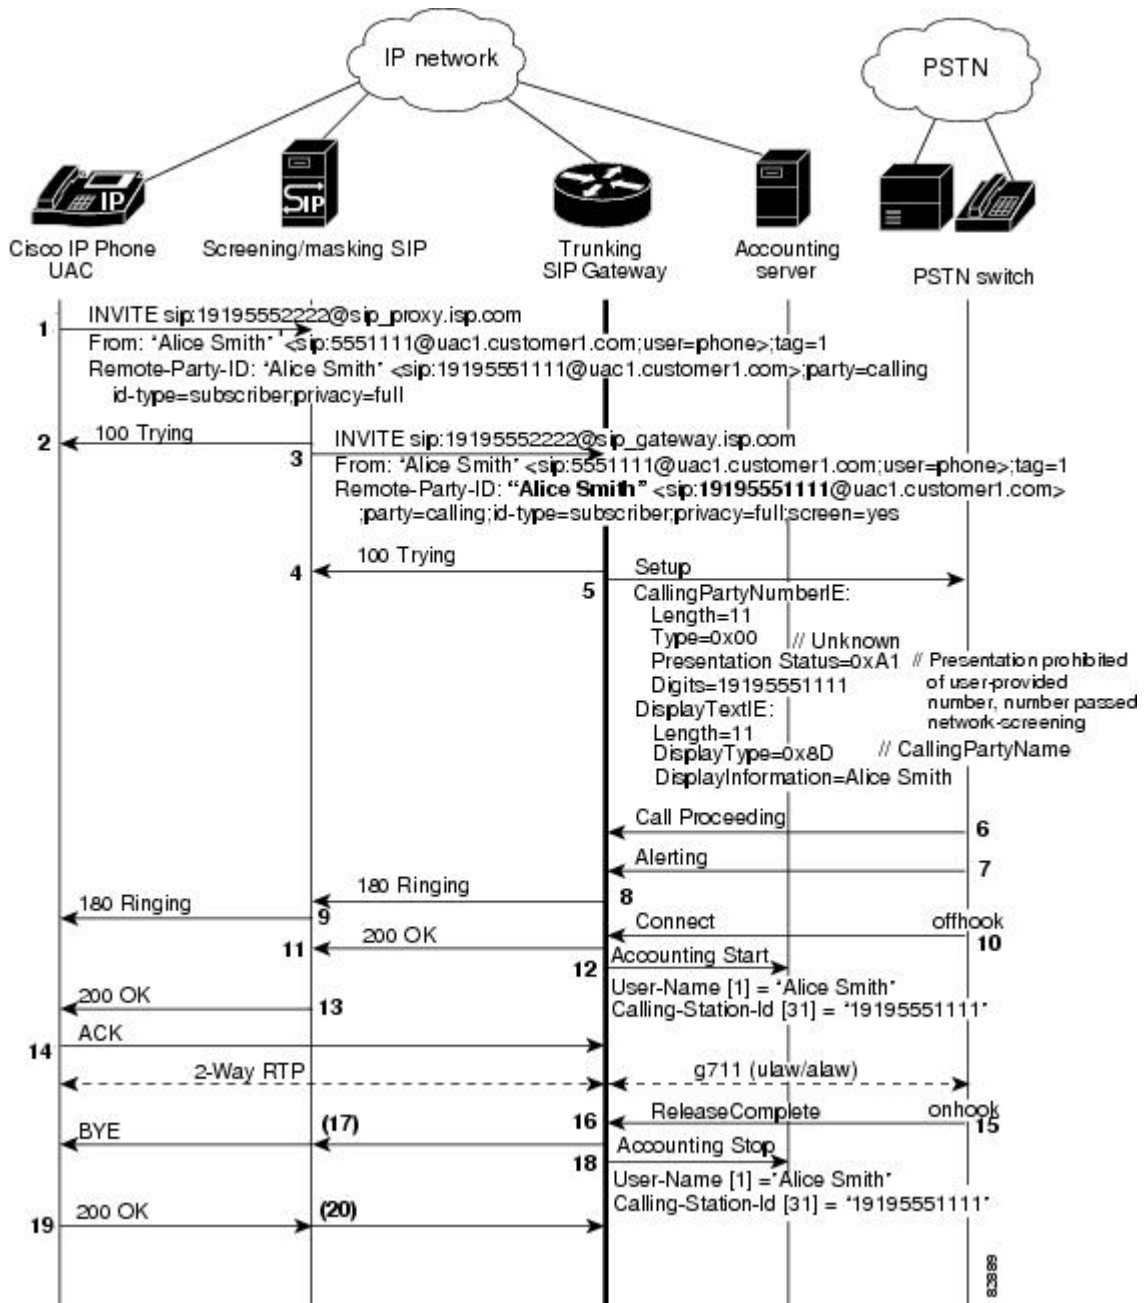 IP network
PSTN
IP
SIP
Cisco IP Phone
UAC
Screening/masking SIP
Trunking
SIP Gateway
Accounting
server
PSTN switch
1
INVITE sip:19195552222@sip_proxy.isp.com
From: "Alice Smith" <sip:5551111@uac1.customer1.com;user=phone>;tag=1
Remote-Party-ID: "Alice Smith" <sip:19195551111@uac1.customer1.com>;party=calling
id-type=subscriber;privacy=full
2
100 Trying
3
INVITE sip:19195552222@sip_gateway.isp.com
From: "Alice Smith" <sip:5551111@uac1.customer1.com;user=phone>;tag=1
Remote-Party-ID: "Alice Smith" <sip:19195551111@uac1.customer1.com>
;party=calling;id-type=subscriber;privacy=full;screen=yes
4
100 Trying
5
Setup
CallingPartyNumberIE:
Length=11
Type=0x00 // Unknown
Presentation Status=0xA1 // Presentation prohibited
of user-provided
number, number passed
network-screening
Digits=19195551111
DisplayTextIE:
Length=11
DisplayType=0x8D // CallingPartyName
DisplayInformation=Alice Smith
Call Proceeding
6
Alerting
7
180 Ringing
8
180 Ringing
9
Connect
offhook
10
11
200 OK
12
Accounting Start
User-Name [1] = "Alice Smith"
Calling-Station-Id [31] = "19195551111"
200 OK
13
14
ACK
2-Way RTP
g711 (ulaw/alaw)
16
ReleaseComplete
onhook
15
BYE
(17)
18
Accounting Stop
User-Name [1] ="Alice Smith"
Calling-Station-Id [31] = "19195551111"
19
200 OK
(20)
82889